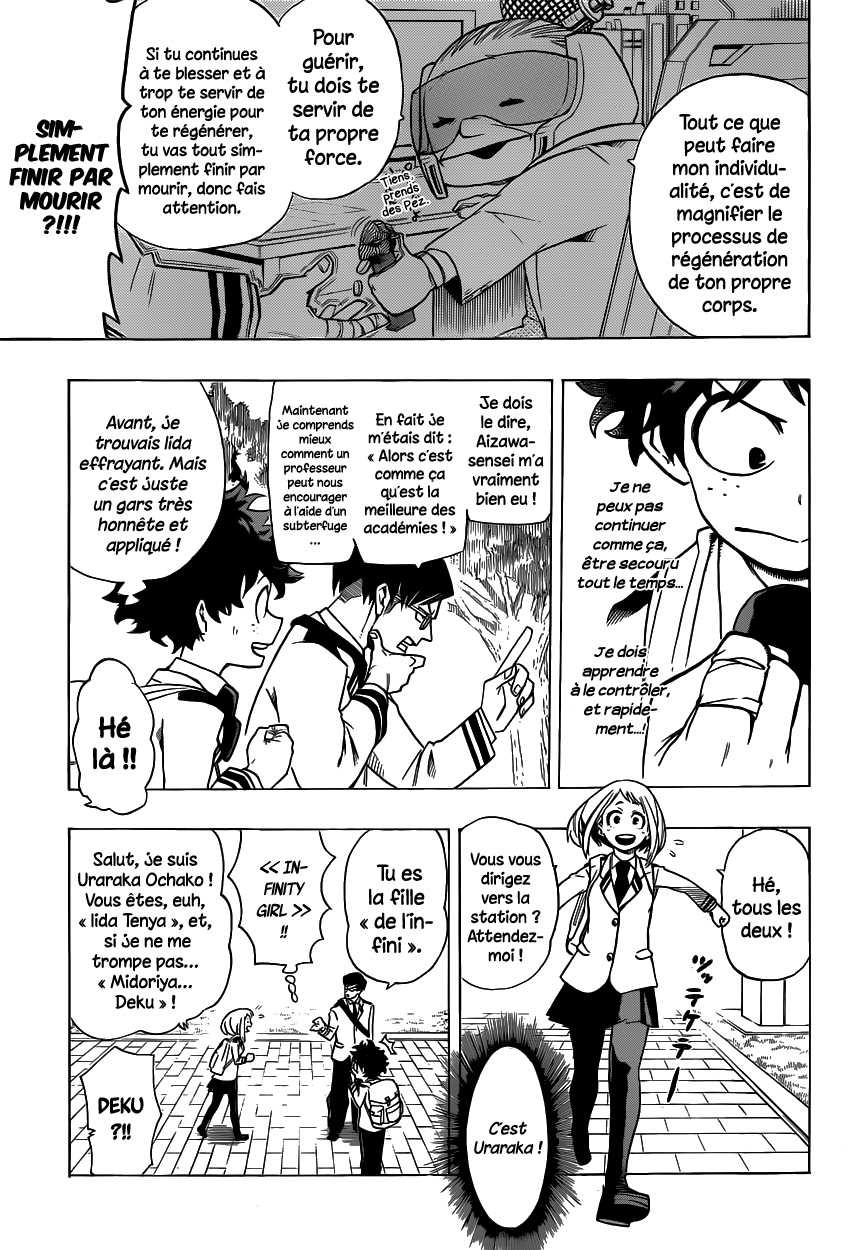 Tout ce que
peut faire
mon individu-
alité, c'est de
magnifier le
processus de
régénération
de ton propre
corps.
Pour
guérir,
tu dois te
servir de
ta propre
force.
Tiens,
prends
des Pez.
Si tu continues
à te blesser et à
trop te servir de
ton énergie pour
te régénérer,
tu vas tout sim-
plement finir par
mourir, donc fais
attention.
SIM-
PLEMENT
FINIR PAR
MOURIR
?!!!
Je ne
peux pas
continuer
comme ça,
être secouru
tout le temps...
Je dois
apprendre
à le contrôler,
et rapide-
ment...!
Je dois
le dire,
Aizawa-
sensei m'a
vraiment
bien eu !
En fait je
m'étais dit :
« Alors c'est
comme ça
qu'est la
meilleure des
académies ! »
Maintenant
je comprends
mieux
comment un
professeur
peut nous
encourager
à l'aide d'un
subterfuge
...
Avant, je
trouvais Iida
effrayant. Mais
c'est juste
un gars très
honnête et
appliqué !
Hé
là !!
Hé,
tous les
deux !
Vous vous
dirigez
vers la
station ?
Attendez-
moi !
テケテケ
C'est
Uraraka !
Tu es
la fille
« de l'in-
fini ».
<< IN-
FINITY
GIRL >>
!!
Salut, je suis
Uraraka Ochako !
Vous êtes, euh,
« Iida Tenya », et,
si je ne me
trompe pas...
« Midoriya...
Deku » !
DEKU
?!!